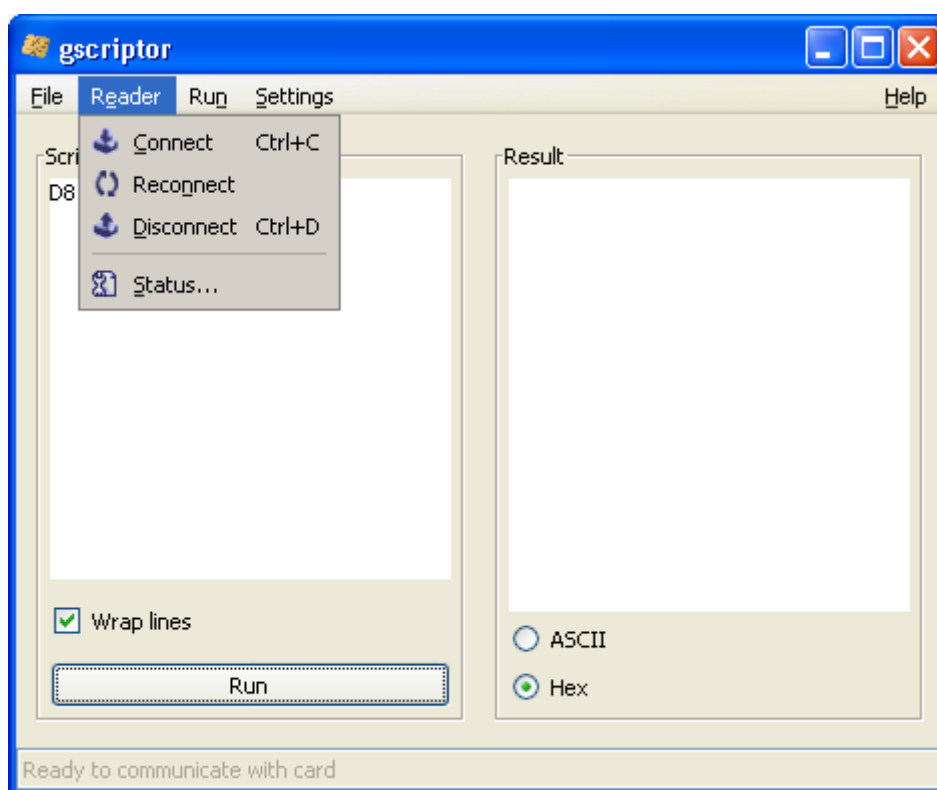 gscriptor
File Reader Run Settings Help
Connect Ctrl+C
Reconnect
Disconnect Ctrl+D
Status...
Scri
D8
Result
Wrap lines
Run
ASCII
Hex
Ready to communicate with card